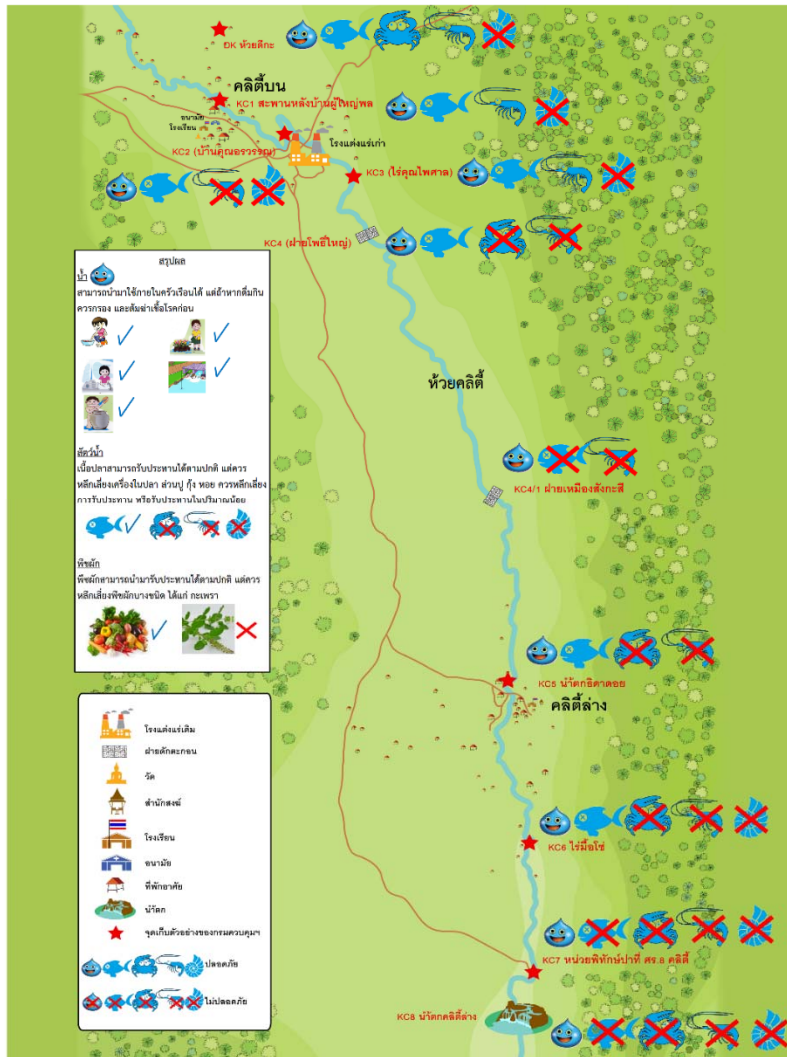 DK ห้วยดีกะ
คลิตี้บน
KC1 สะพานหลังบ้านผู้ใหญ่พล
อนามัย
โรงเรียน
โรงแต่งแร่เก่า
KC2 (บ้านคุณอรวรรณ)
KC3 (ไร่คุณไพศาล)
KC4 (ฝายโพธิ์ใหญ่)
สรุปผล
น้ำ
สามารถนำมาใช้ภายในครัวเรือนได้ แต่ถ้าหากดื่มกิน
ควรกรอง และต้มฆ่าเชื้อโรคก่อน
ห้วยคลิตี้
สัตว์น้ำ
เนื้อปลาสามารถรับประทานได้ตามปกติ แต่ควร
หลีกเลี่ยงเครื่องในปลา ส่วนปู กุ้ง หอย ควรหลีกเลี่ยง
การรับประทาน หรือรับประทานในปริมาณน้อย
KC4/1 ฝายเหมืองสังกะสี
พืชผัก
พืชผักสามารถนำมารับประทานได้ตามปกติ แต่ควร
หลีกเลี่ยงพืชผักบางชนิด ได้แก่ กะเพรา
KC5 น้ำตกธิดาดอย
คลิตี้ล่าง
โรงแต่งแร่เดิม
ฝายดักตะกอน
วัด
สำนักสงฆ์
โรงเรียน
อนามัย
ที่พักอาศัย
น้ำตก
จุดเก็บตัวอย่างของกรมควบคุมฯ
ปลอดภัย
ไม่ปลอดภัย
KC6 ไร่มือโซ่
KC7 หน่วยพิทักษ์ป่าที่ ศร.8 คลิตี้
KC8 น้ำตกคลิตี้ล่าง